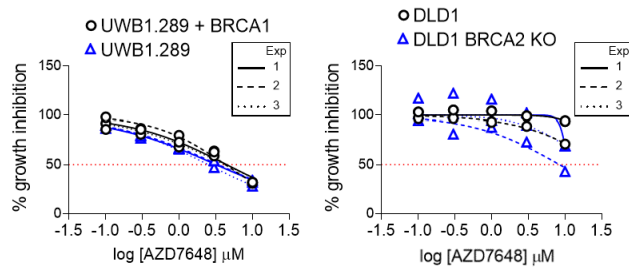 UWB1.289 + BRCA1
UWB1.289
Exp
1
2
3
% growth inhibition
150
100
50
0
-1.5 -1.0 -0.5 0.0 0.5 1.0 1.5
log [AZD7648] μM
DLD1
DLD1 BRCA2 KO
Exp
1
2
3
% growth inhibition
150
100
50
0
-1.5 -1.0 -0.5 0.0 0.5 1.0 1.5
log [AZD7648] μM